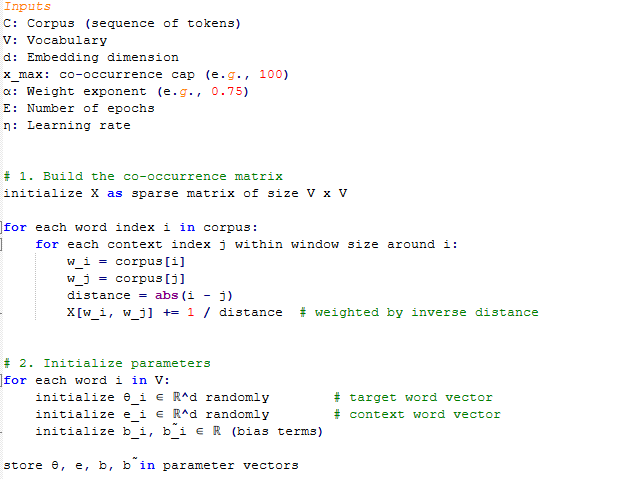 Inputs
C: Corpus (sequence of tokens)
V: Vocabulary
d: Embedding dimension
x_max: co-occurrence cap (e.g., 100)
α: Weight exponent (e.g., 0.75)
E: Number of epochs
η: Learning rate
# 1. Build the co-occurrence matrix
initialize X as sparse matrix of size V x V
for each word index i in corpus:
    for each context index j within window size around i:
        w_i = corpus[i]
        w_j = corpus[j]
        distance = abs(i - j)
        X[w_i, w_j] += 1 / distance  # weighted by inverse distance
# 2. Initialize parameters
for each word i in V:
    initialize θ_i ∈ ℝ^d randomly        # target word vector
    initialize e_i ∈ ℝ^d randomly        # context word vector
    initialize b_i, b̃_i ∈ ℝ (bias terms)
store θ, e, b, b̃ in parameter vectors